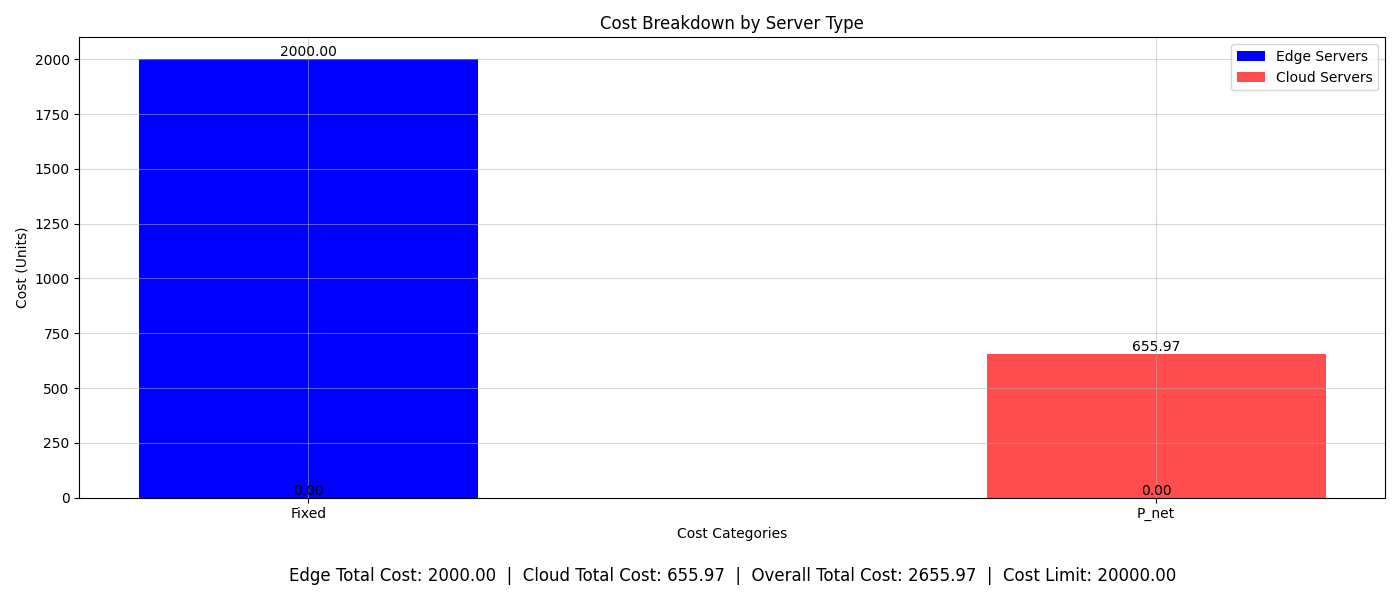 Cost Breakdown by Server Type
2000.00
Edge Servers
Cloud Servers
2000
1750
1500
1250
1000
750
500
250
0
Cost (Units)
655.97
0.00
0.00
Fixed
P_net
Cost Categories
Edge Total Cost: 2000.00 | Cloud Total Cost: 655.97 | Overall Total Cost: 2655.97 | Cost Limit: 20000.00